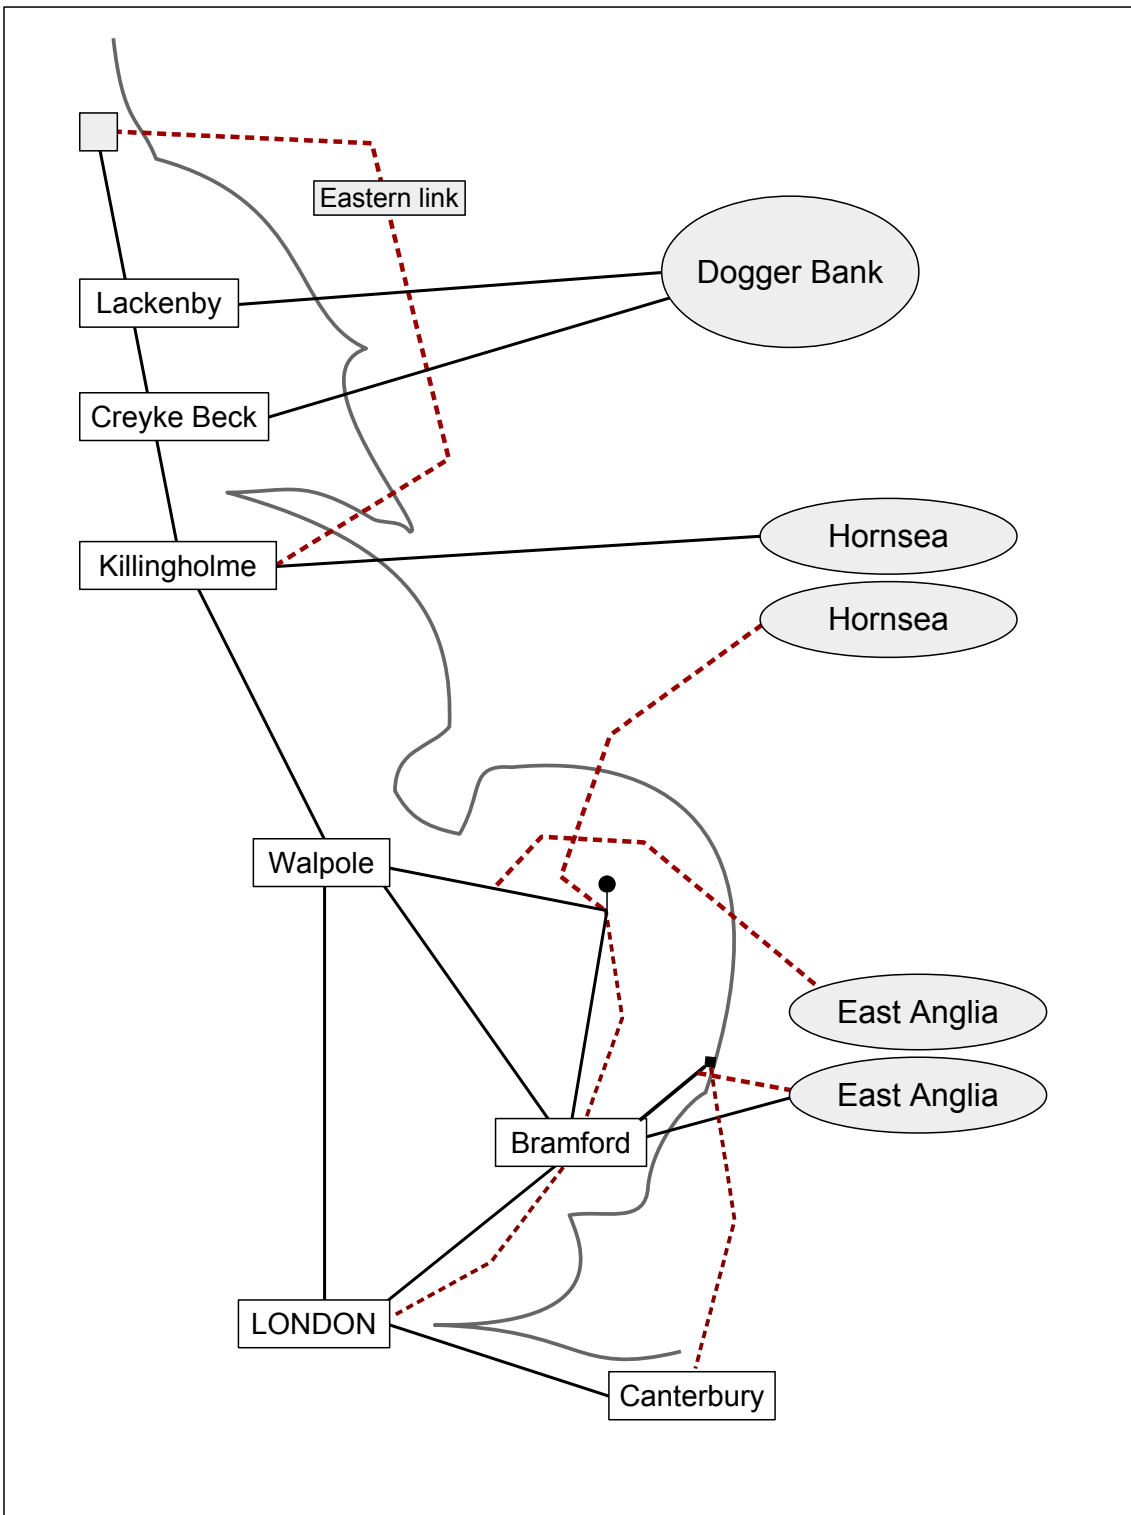 Eastern link
Dogger Bank
Lackenby
Creyke Beck
Hornsea
Killingholme
Hornsea
Walpole
East Anglia
East Anglia
Bramford
LONDON
Canterbury